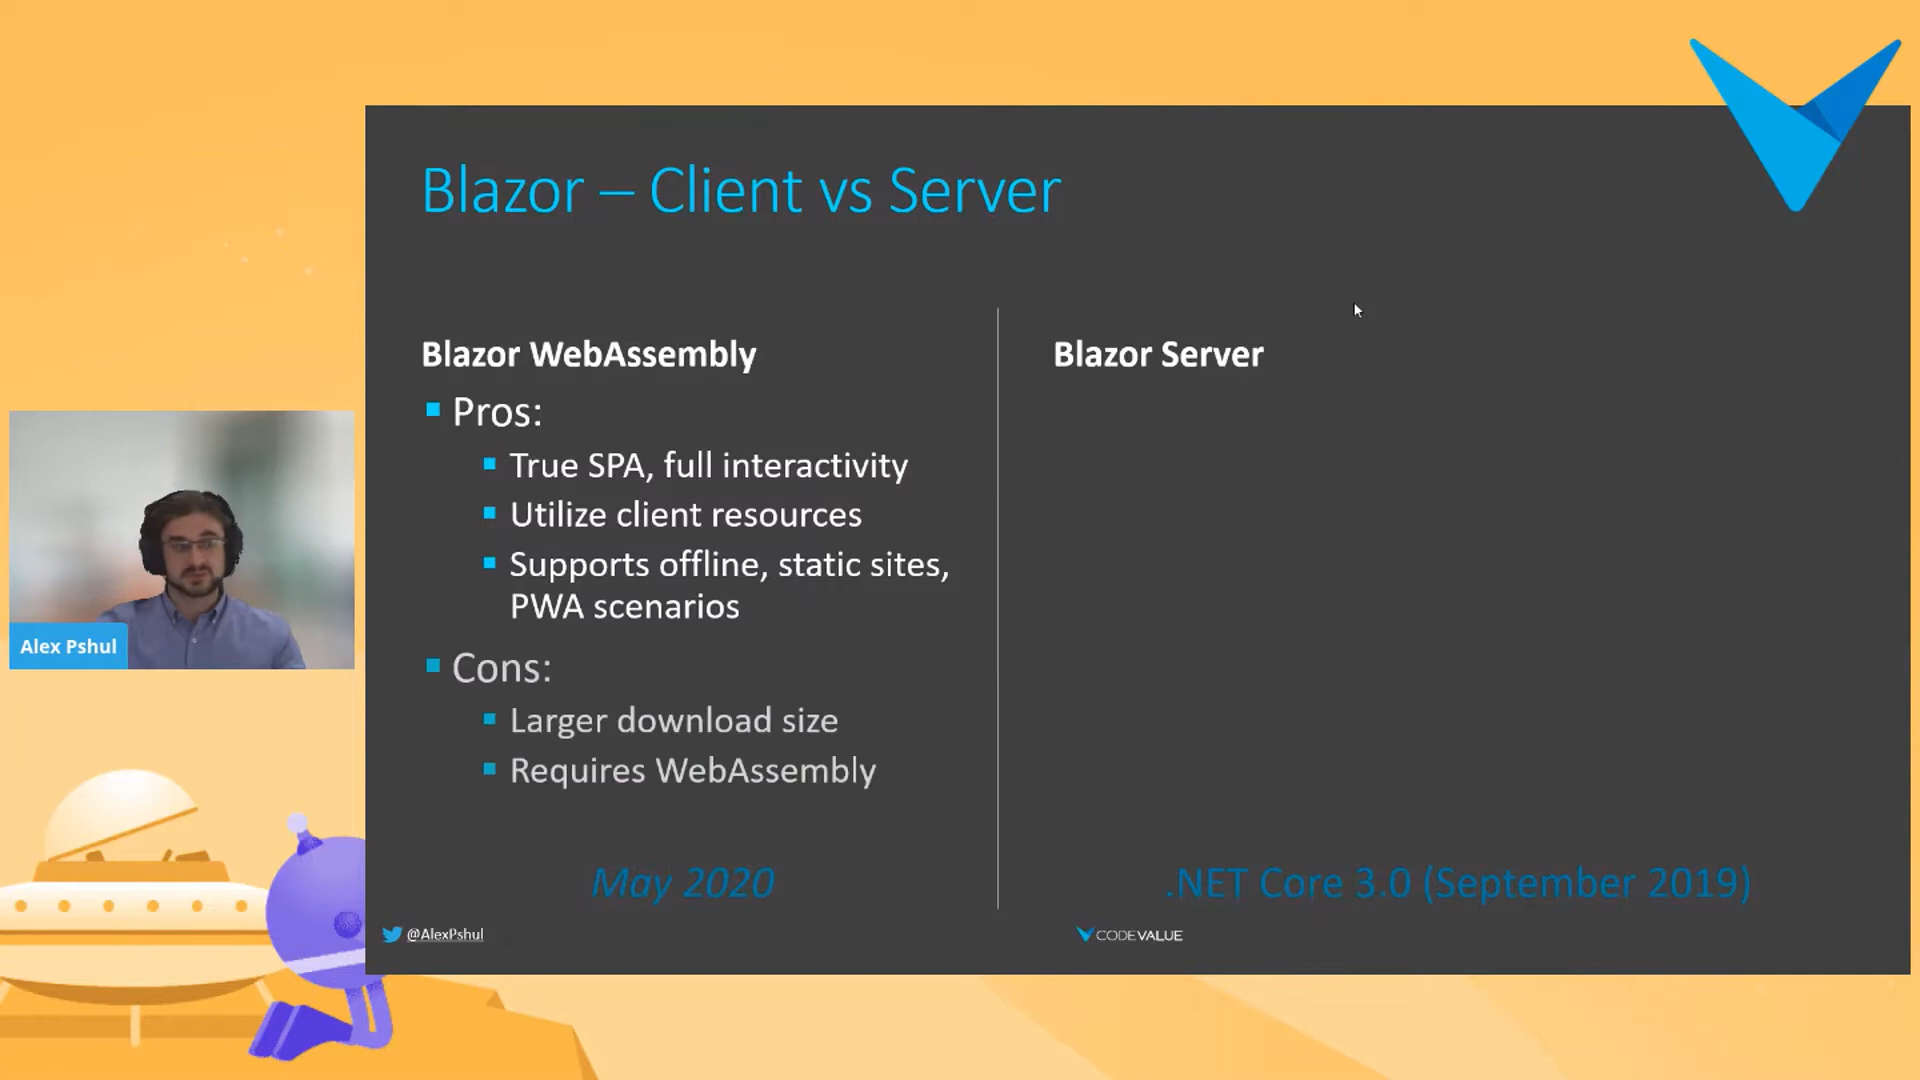 Blazor – Client vs Server
Blazor WebAssembly
Pros:
True SPA, full interactivity
Utilize client resources
Supports offline, static sites,
PWA scenarios
Cons:
Larger download size
Requires WebAssembly
May 2020
Blazor Server
.NET Core 3.0 (September 2019)
Alex Pshul
@AlexPshul
CODEVALUE